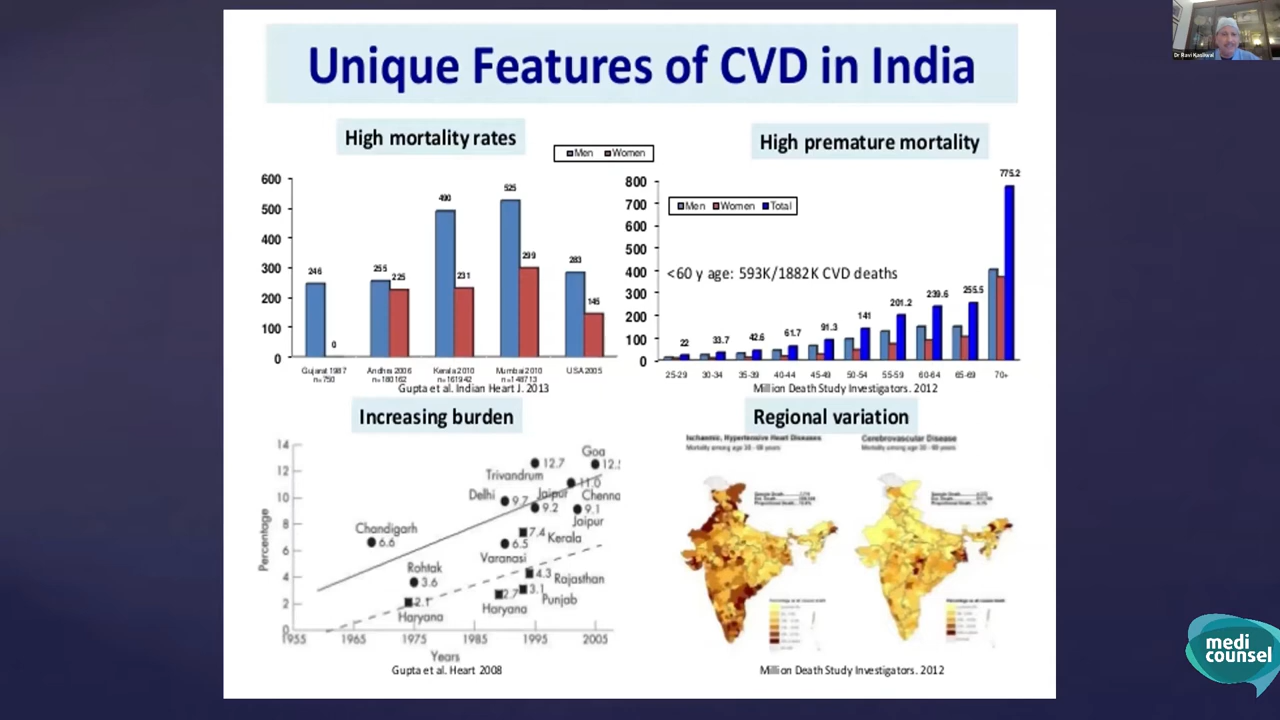 Unique Features of CVD in India
High mortality rates
Men Women
600
500
400
300
200
100
0
246
0
255
225
490
231
525
299
283
145
Gujarat 1987
n=750
Andhra 2006
n=180162
Kerala 2010
n=161942
Mumbai 2010
n=148713
USA 2005
Gupta et al. Indian Heart J. 2013
High premature mortality
Men Women Total
800
700
600
500
400
300
200
100
0
<60 y age: 593K/1882K CVD deaths
22
33.7
42.6
61.7
91.3
141
201.2
239.6
255.5
775.2
25-29 30-34 35-39 40-44 45-49 50-54 55-59 60-64 65-69 70+
Million Death Study Investigators. 2012
Increasing burden
Percentage
14
12
10
8
6
4
2
0
Goa
12.7
Trivandrum
11.0
Delhi
9.7
Jaipur
9.2
Chenna
9.1
Jaipur
Chandigarh
6.6
7.4
Kerala
6.5
Varanasi
Rohtak
3.6
4.3
Rajasthan
3.1
Punjab
2.7
Haryana
2.1
Haryana
1955 1965 1975 1985 1995 2005
Years
Gupta et al. Heart 2008
Regional variation
Ischaemic, Hypertensive Heart Diseases
Cerebrovascular Disease
Million Death Study Investigators. 2012
medi
counsel